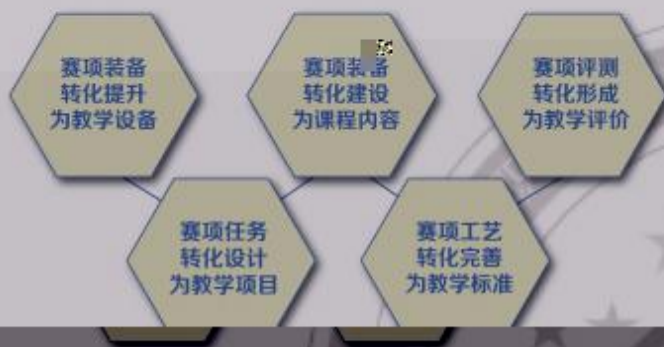 赛项装备
转化提升
为教学设备
赛项装备
转化建设
为课程内容
赛项评测
转化形成
为教学评价
赛项任务
转化设计
为教学项目
赛项工艺
转化完善
为教学标准